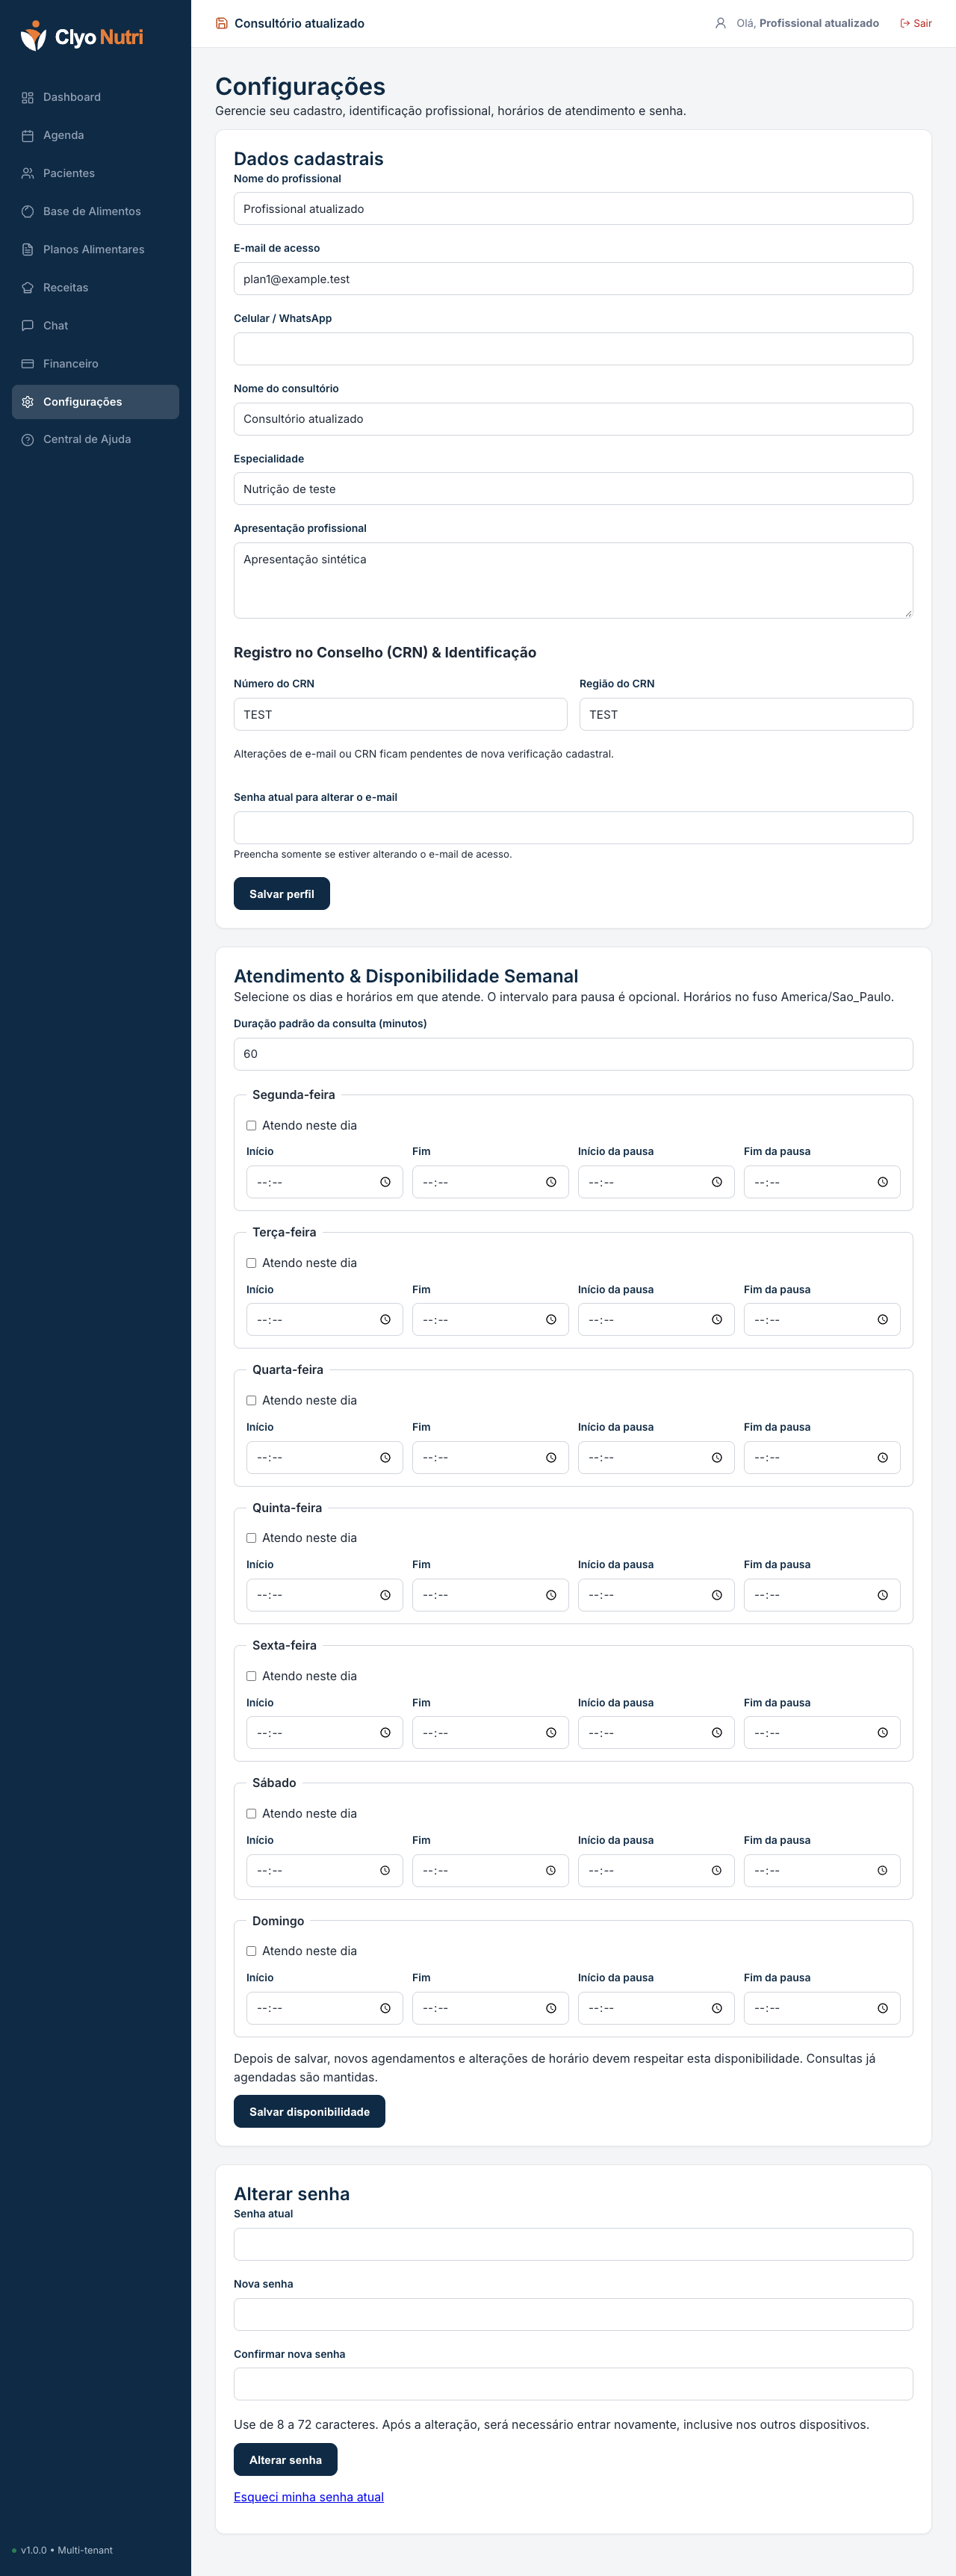 Clyo Nutri
Consultório atualizado
Olá, Profissional atualizado
Sair
Dashboard
Agenda
Pacientes
Base de Alimentos
Planos Alimentares
Receitas
Chat
Financeiro
Configurações
Central de Ajuda
Configurações
Gerencie seu cadastro, identificação profissional, horários de atendimento e senha.
Dados cadastrais
Nome do profissional
Profissional atualizado
E-mail de acesso
plan1@example.test
Celular / WhatsApp
Nome do consultório
Consultório atualizado
Especialidade
Nutrição de teste
Apresentação profissional
Apresentação sintética
Registro no Conselho (CRN) & Identificação
Número do CRN
Região do CRN
TEST
TEST
Alterações de e-mail ou CRN ficam pendentes de nova verificação cadastral.
Senha atual para alterar o e-mail
Preencha somente se estiver alterando o e-mail de acesso.
Salvar perfil
Atendimento & Disponibilidade Semanal
Selecione os dias e horários em que atende. O intervalo para pausa é opcional. Horários no fuso America/Sao_Paulo.
Duração padrão da consulta (minutos)
60
Segunda-feira
Atendo neste dia
Início Fim Início da pausa Fim da pausa
--:-- --:-- --:-- --:--
Terça-feira
Atendo neste dia
Início Fim Início da pausa Fim da pausa
--:-- --:-- --:-- --:--
Quarta-feira
Atendo neste dia
Início Fim Início da pausa Fim da pausa
--:-- --:-- --:-- --:--
Quinta-feira
Atendo neste dia
Início Fim Início da pausa Fim da pausa
--:-- --:-- --:-- --:--
Sexta-feira
Atendo neste dia
Início Fim Início da pausa Fim da pausa
--:-- --:-- --:-- --:--
Sábado
Atendo neste dia
Início Fim Início da pausa Fim da pausa
--:-- --:-- --:-- --:--
Domingo
Atendo neste dia
Início Fim Início da pausa Fim da pausa
--:-- --:-- --:-- --:--
Depois de salvar, novos agendamentos e alterações de horário devem respeitar esta disponibilidade. Consultas já
agendadas são mantidas.
Salvar disponibilidade
Alterar senha
Senha atual
Nova senha
Confirmar nova senha
Use de 8 a 72 caracteres. Após a alteração, será necessário entrar novamente, inclusive nos outros dispositivos.
Alterar senha
Esqueci minha senha atual
v1.0.0 • Multi-tenant